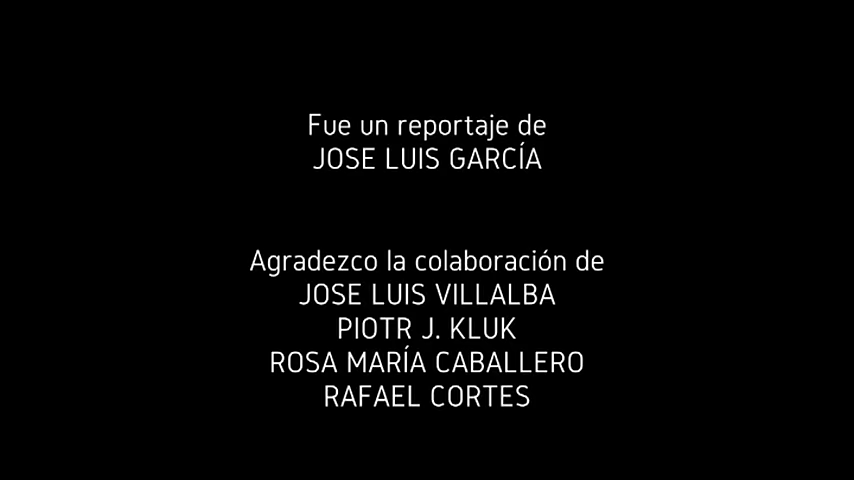 Fue un reportaje de
JOSE LUIS GARCÍA
Agradezco la colaboración de
JOSE LUIS VILLALBA
PIOTR J. KLUK
ROSA MARÍA CABALLERO
RAFAEL CORTES